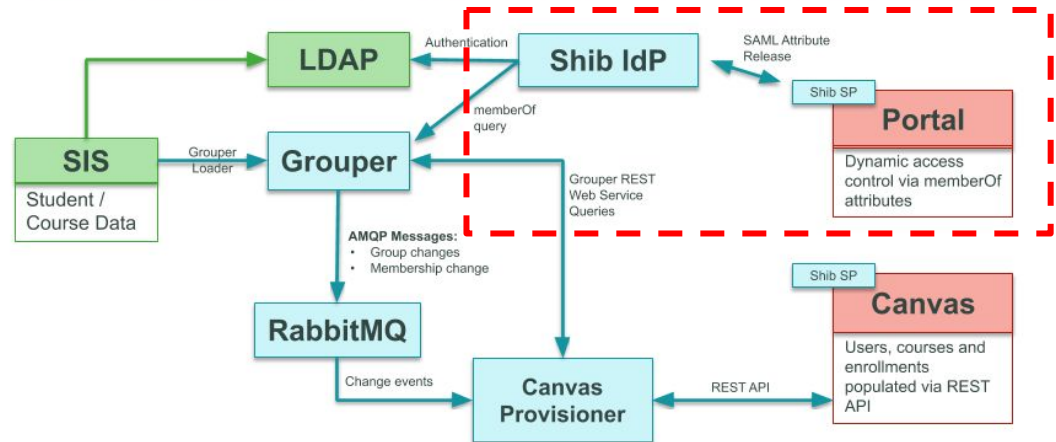 LDAP
Authentication
Shib IdP
SAML Attribute
Release
Shib SP
Portal
Dynamic access
control via memberOf
attributes
memberOf
query
SIS
Student /
Course Data
Grouper
Loader
Grouper
Grouper REST
Web Service
Queries
AMQP Messages:
• Group changes
• Membership change
RabbitMQ
Change events
Canvas
Provisioner
REST API
Shib SP
Canvas
Users, courses and
enrollments
populated via REST
API